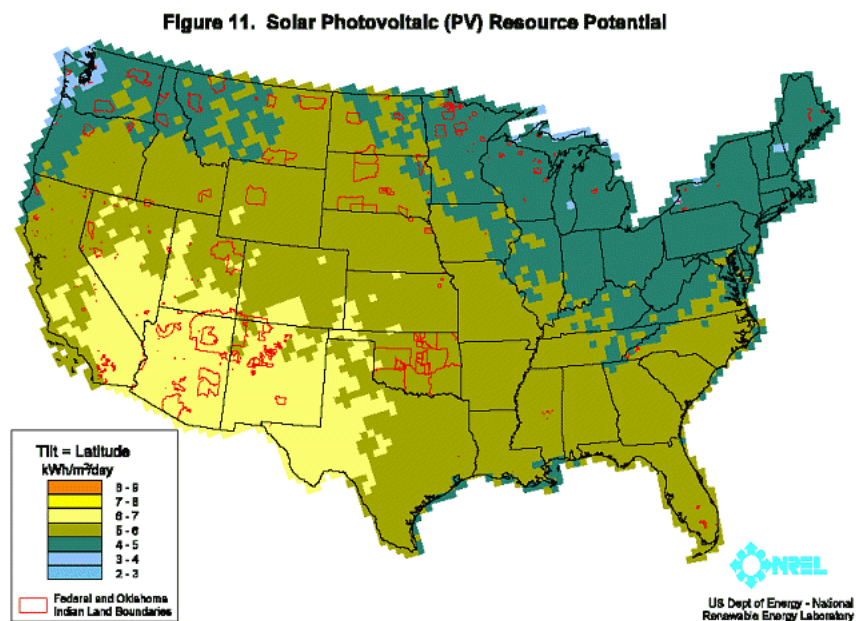 Figure 11. Solar Photovoltaic (PV) Resource Potential
Tilt = Latitude
kWh/m²/day
8 - 9
7 - 8
6 - 7
5 - 6
4 - 5
3 - 4
2 - 3
Federal and Oklahoma
Indian Land Boundaries
NREL
US Dept of Energy - National
Renewable Energy Laboratory